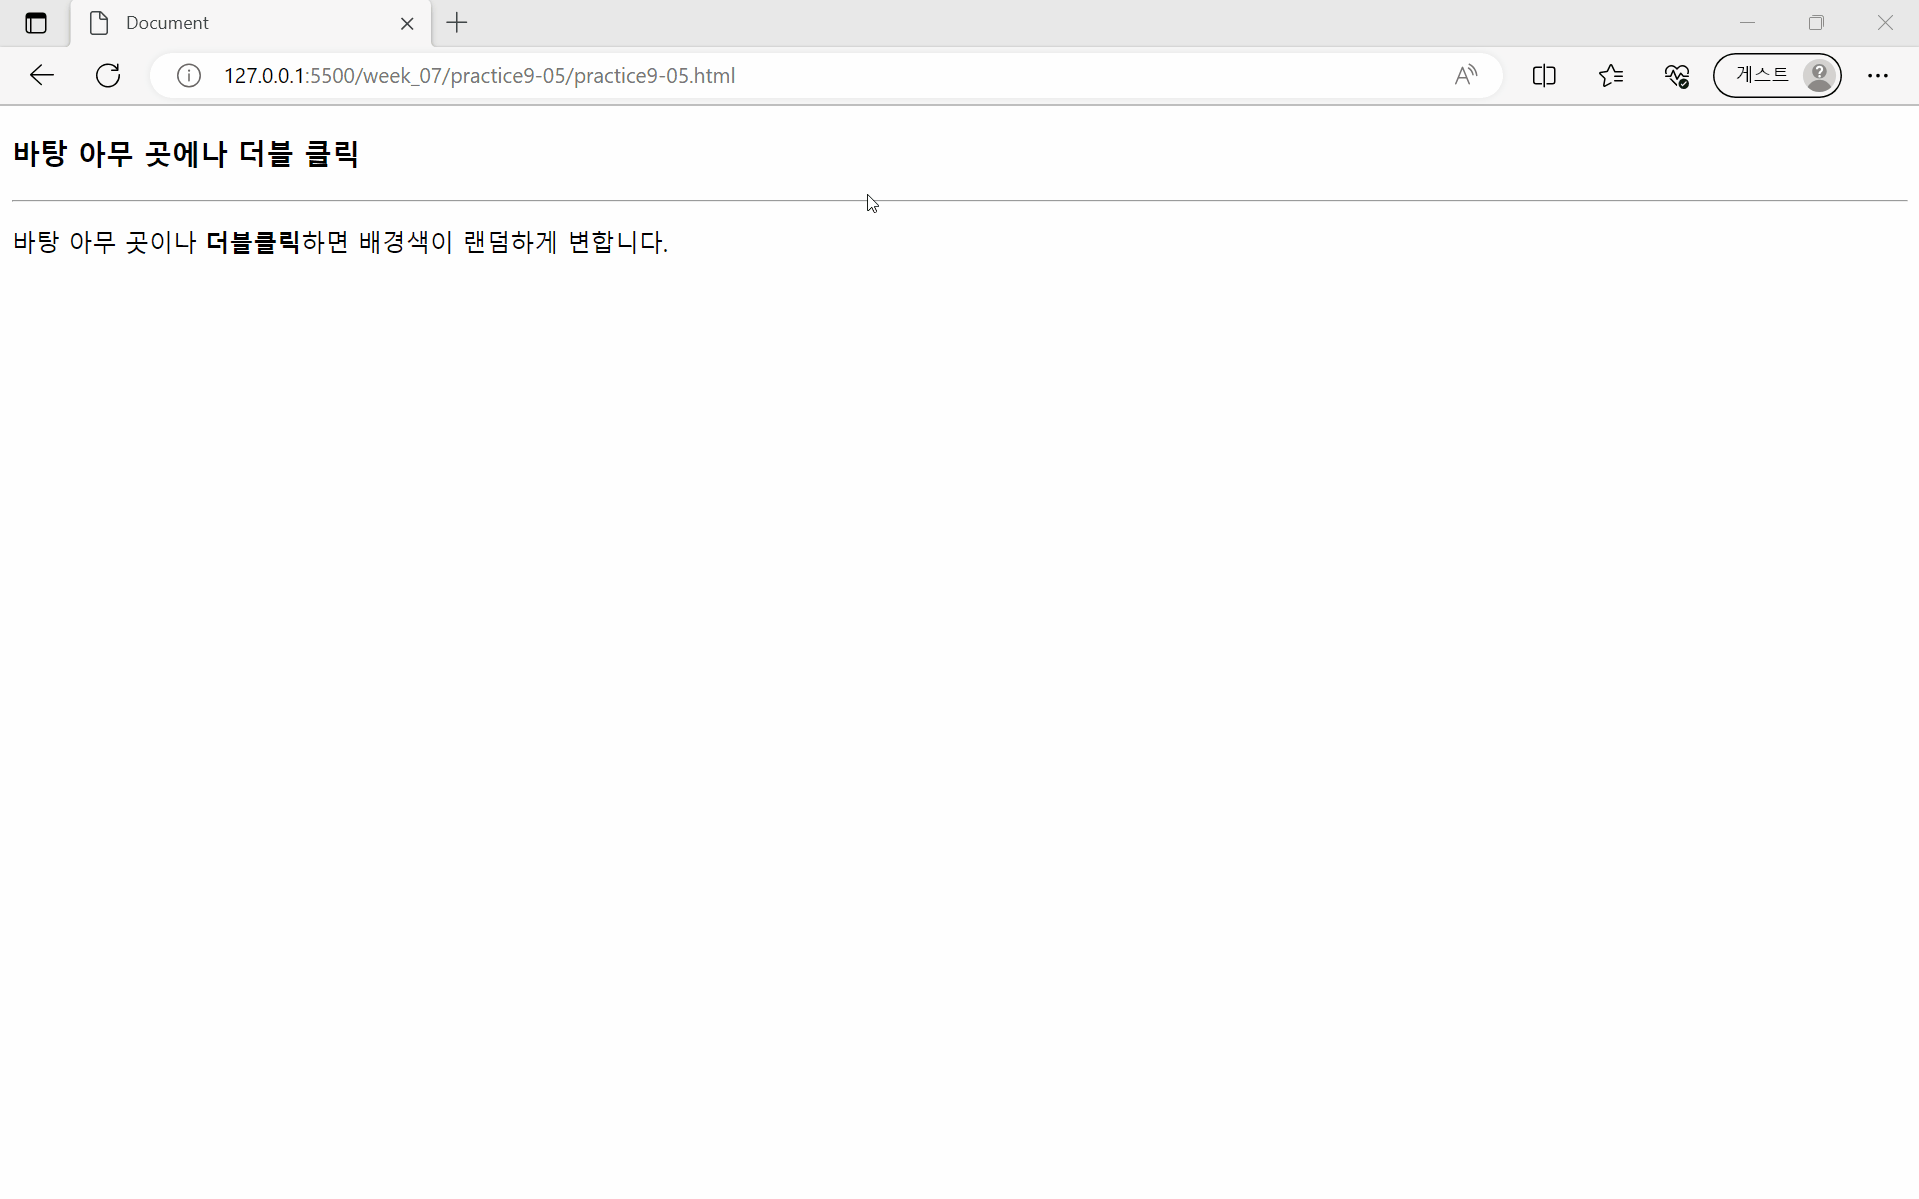 Document
127.0.0.1:5500/week_07/practice9-05/practice9-05.html
게스트
바탕 아무 곳에나 더블 클릭
바탕 아무 곳이나 더블클릭하면 배경색이 랜덤하게 변합니다.